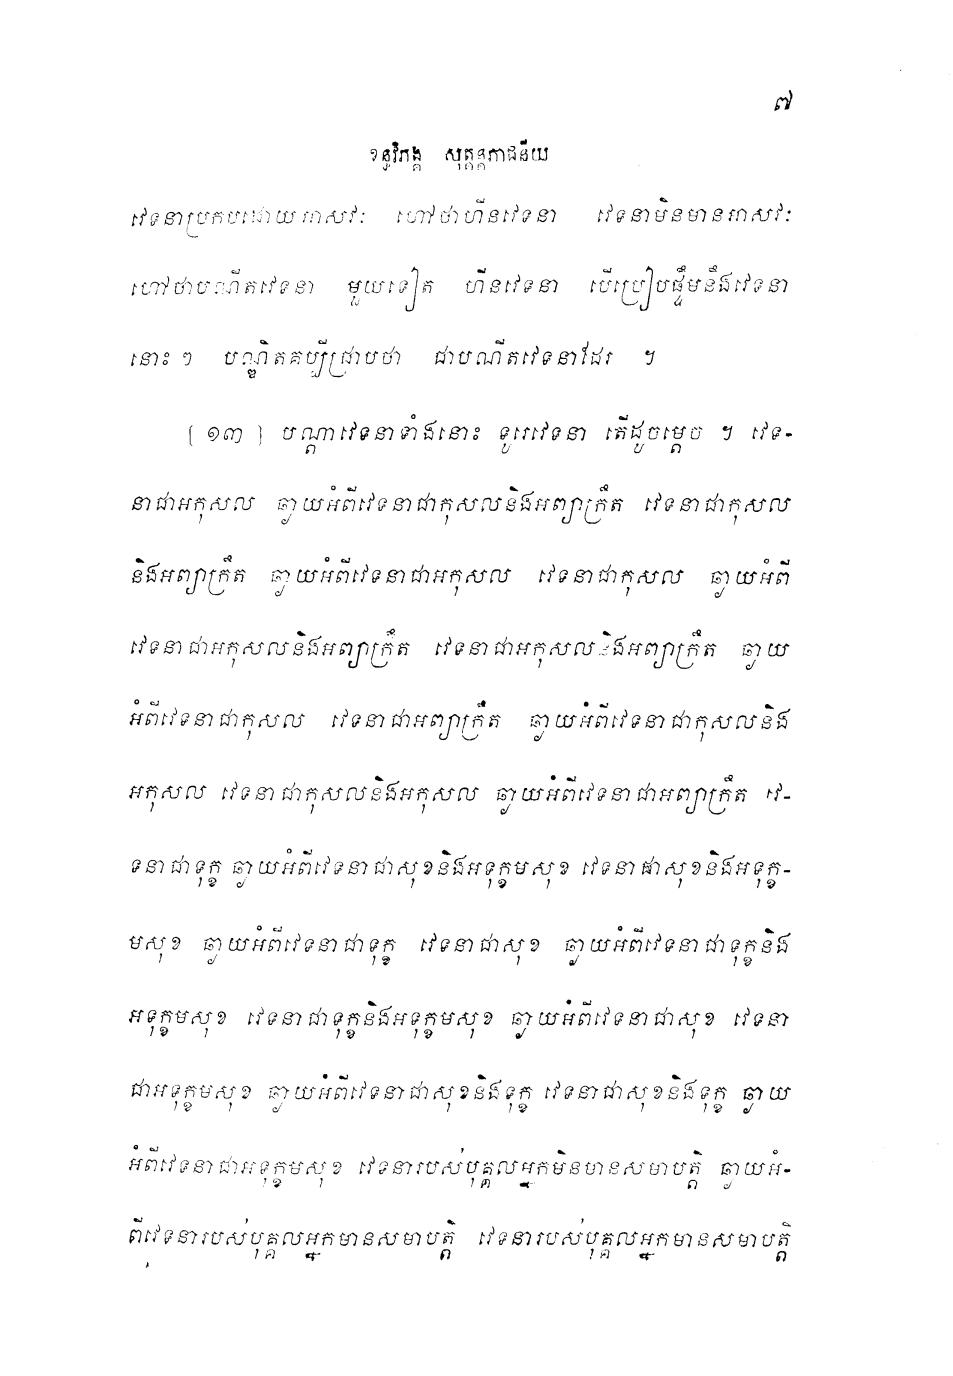 ៧
ខន្ធវិភង្គ សុត្តន្តភាជនីយ
វេទនាប្រកបដោយអាសវៈ ហៅថាហីនវេទនា វេទនាមិនមានអាសវៈ
ហៅថាបណីតវេទនា មួយទៀត ហីនវេទនា បើប្រៀបផ្ទឹមនឹងវេទនា
នោះ ៗ បណ្ឌិតគប្បីជ្រាបថា ជាបណីតវេទនាដែរ ។
[ ១៣ ] បណ្តាវេទនាទាំងនោះ ទូរេវេទនា តើដូចម្តេច ។ វេទ-
នាជាអកុសល ឆ្ងាយអំពីវេទនាជាកុសលនិងអព្យាក្រឹត វេទនាជាកុសល
និងអព្យាក្រឹត ឆ្ងាយអំពីវេទនាជាអកុសល វេទនាជាកុសល ឆ្ងាយអំពី
វេទនាជាអកុសលនិងអព្យាក្រឹត វេទនាជាអកុសលនិងអព្យាក្រឹត ឆ្ងាយ
អំពីវេទនាជាកុសល វេទនាជាអព្យាក្រឹត ឆ្ងាយអំពីវេទនាជាកុសលនិង
អកុសល វេទនាជាកុសលនិងអកុសល ឆ្ងាយអំពីវេទនាជាអព្យាក្រឹត វេ-
ទនាជាទុក្ខ ឆ្ងាយអំពីវេទនាជាសុខនិងអទុក្ខមសុខ វេទនាជាសុខនិងអទុក្ខ-
មសុខ ឆ្ងាយអំពីវេទនាជាទុក្ខ វេទនាជាសុខ ឆ្ងាយអំពីវេទនាជាទុក្ខនិង
អទុក្ខមសុខ វេទនាជាទុក្ខនិងអទុក្ខមសុខ ឆ្ងាយអំពីវេទនាជាសុខ វេទនា
ជាអទុក្ខមសុខ ឆ្ងាយអំពីវេទនាជាសុខនិងទុក្ខ វេទនាជាសុខនិងទុក្ខ ឆ្ងាយ
អំពីវេទនាជាអទុក្ខមសុខ វេទនារបស់បុគ្គលអ្នកមិនមានសមាបត្តិ ឆ្ងាយអំ-
ពីវេទនារបស់បុគ្គលអ្នកមានសមាបត្តិ វេទនារបស់បុគ្គលអ្នកមានសមាបត្តិ